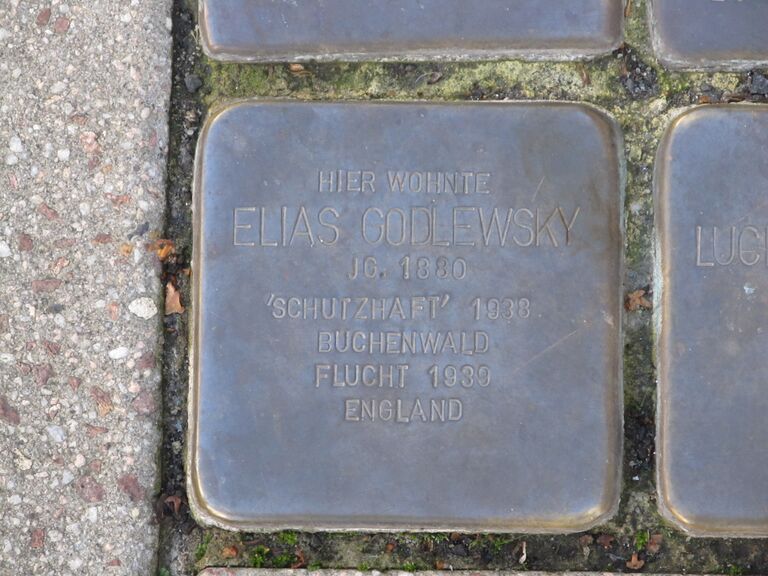 HIER WOHNTE
ELIAS GODLEWSKY
JG. 1880
'SCHUTZHAFT' 1938
BUCHENWALD
FLUCHT 1939
ENGLAND